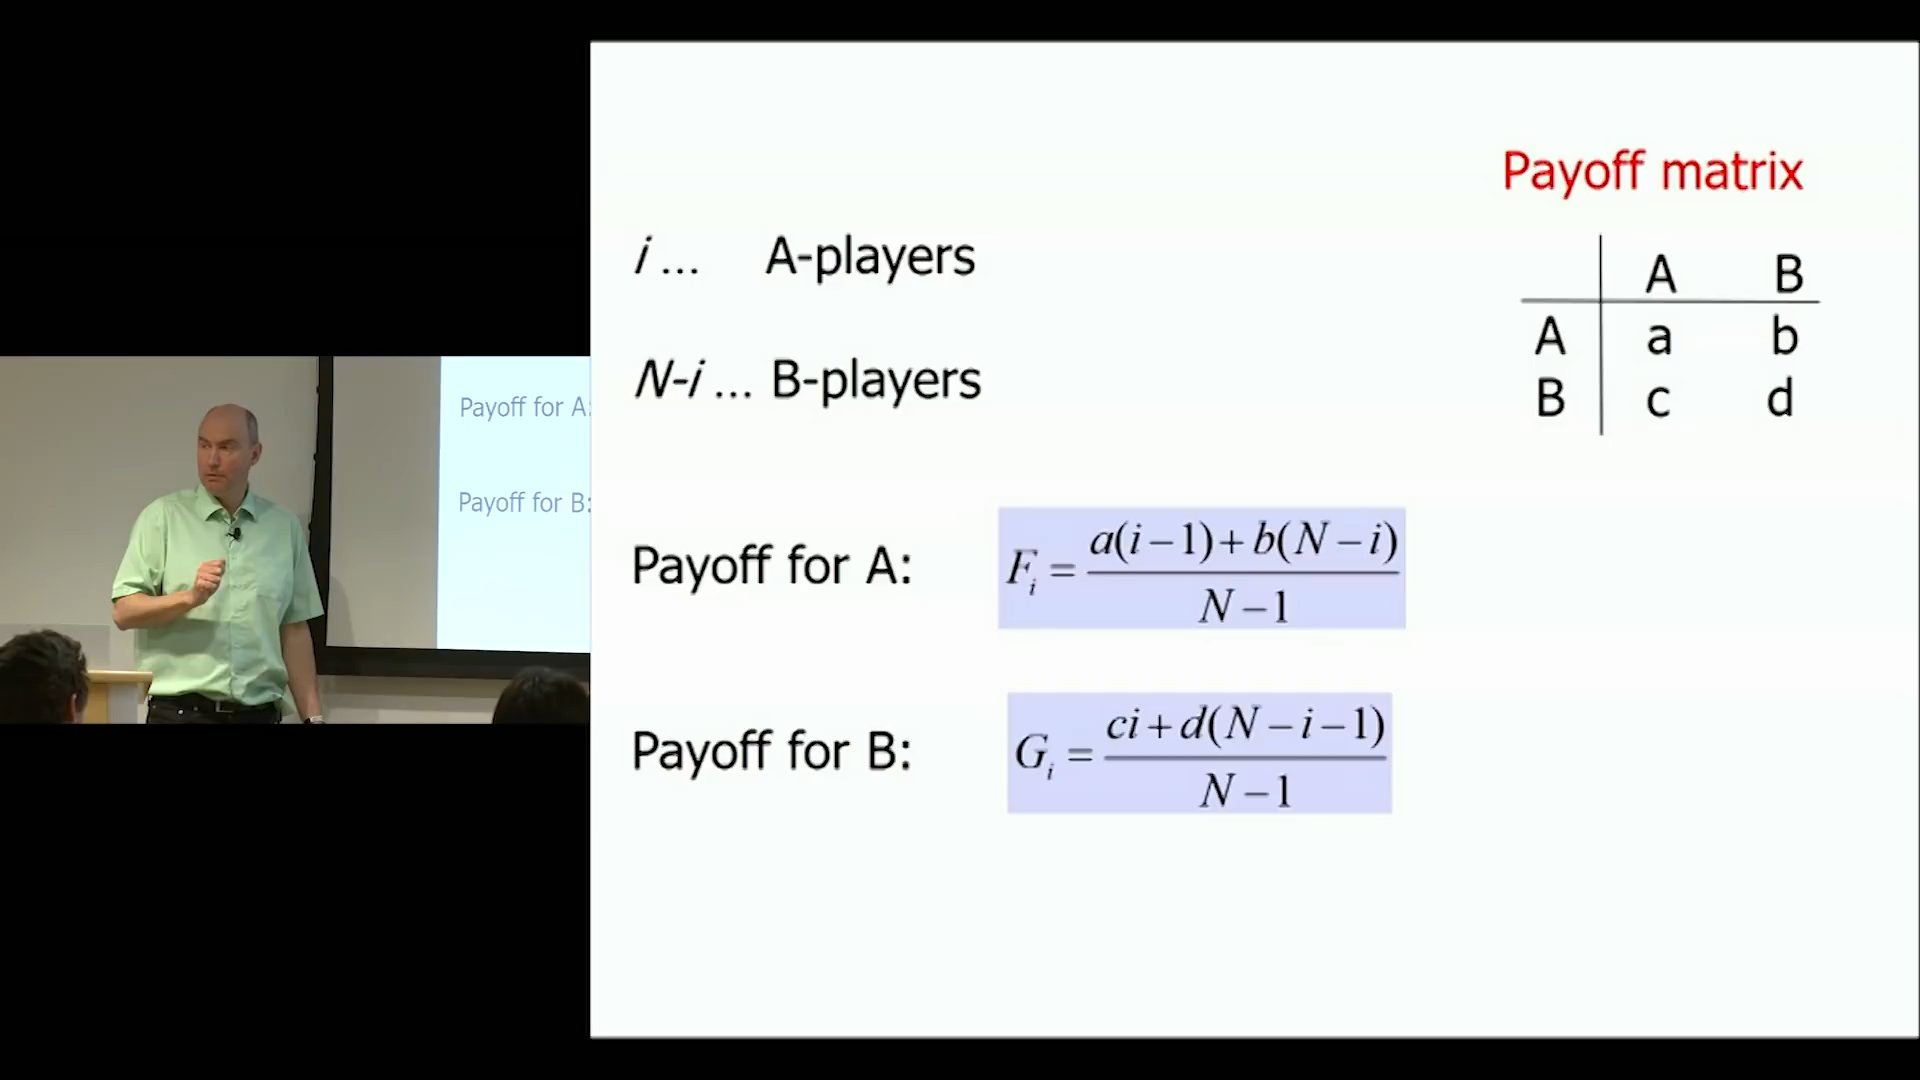 Payoff matrix
A B
A a b
B c d
i ... A-players
N-i ... B-players
Payoff for A: F_i = (a(i−1)+b(N−i))/(N−1)
Payoff for B: G_i = (ci+d(N−i−1))/(N−1)
Payoff for A:
Payoff for B: